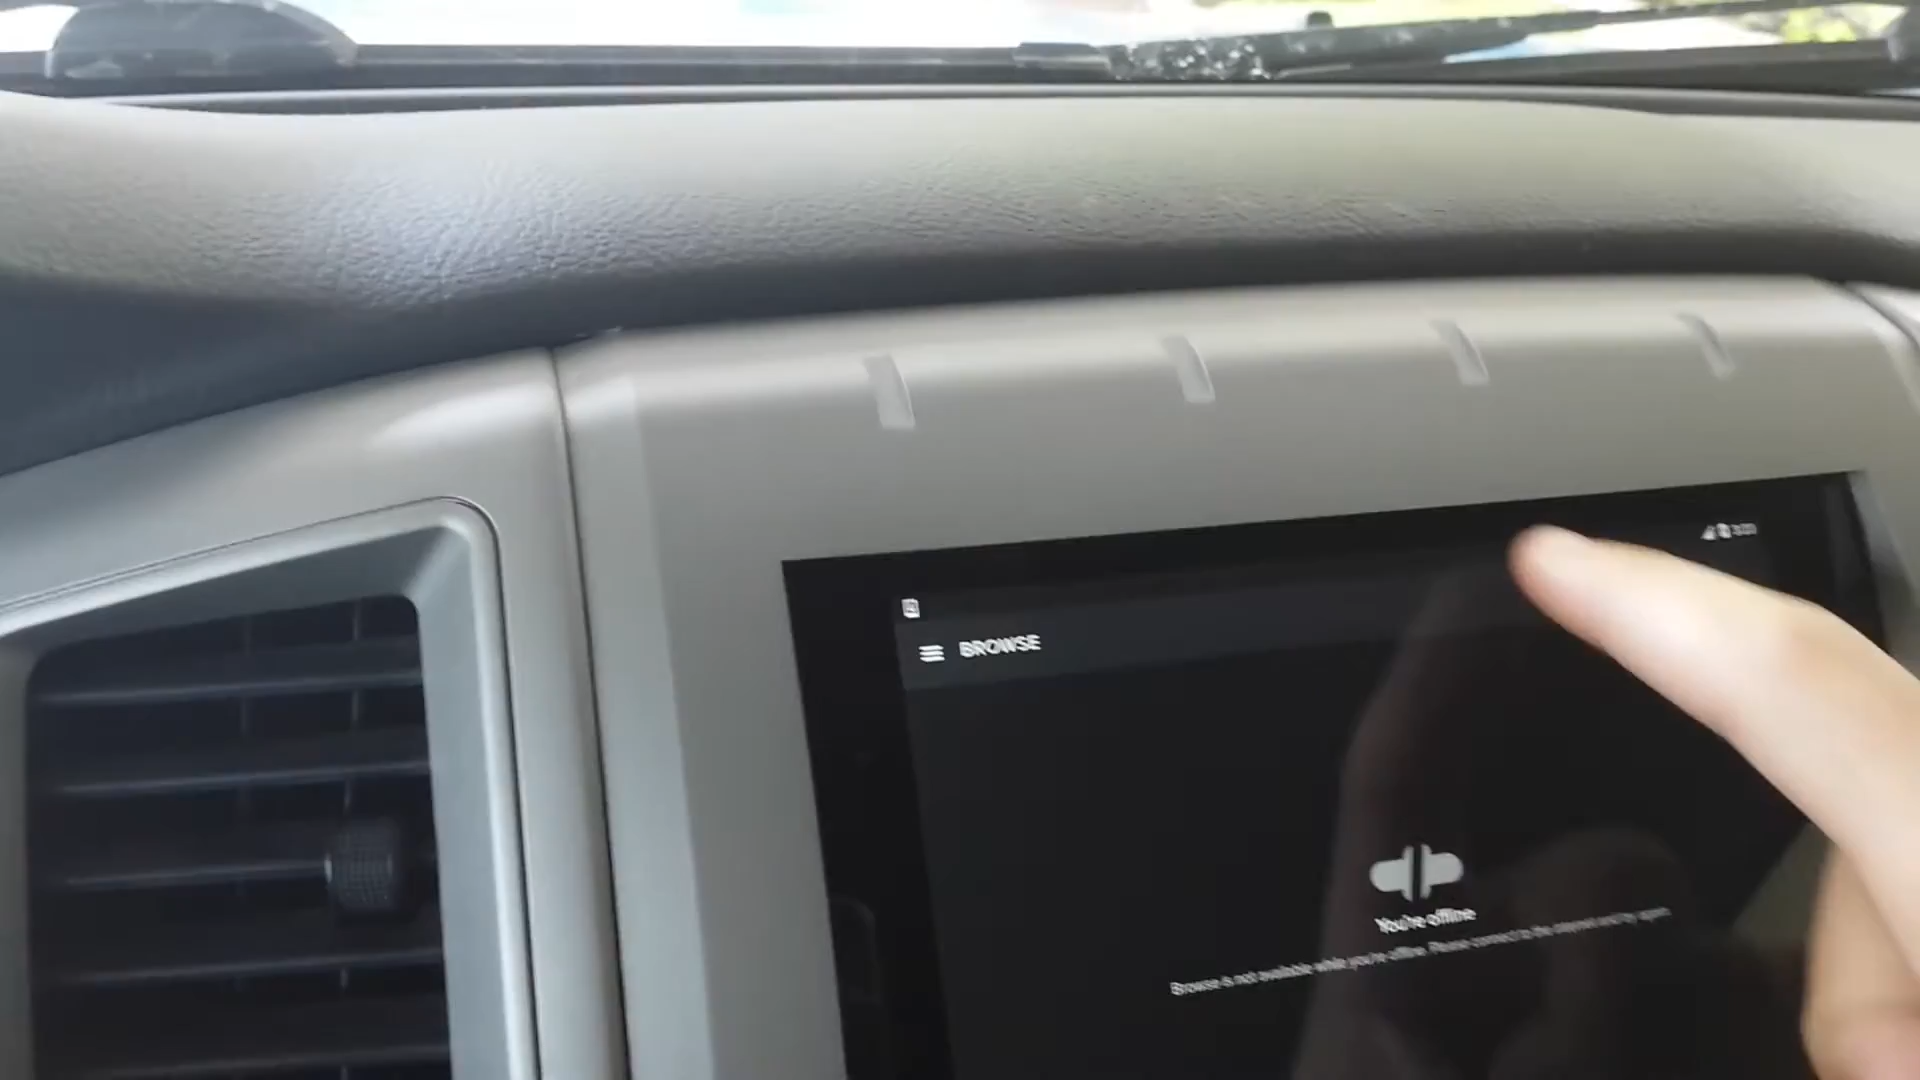 BROWSE
You're offline
Browse is not available while you're offline. Please connect to the internet and try again.